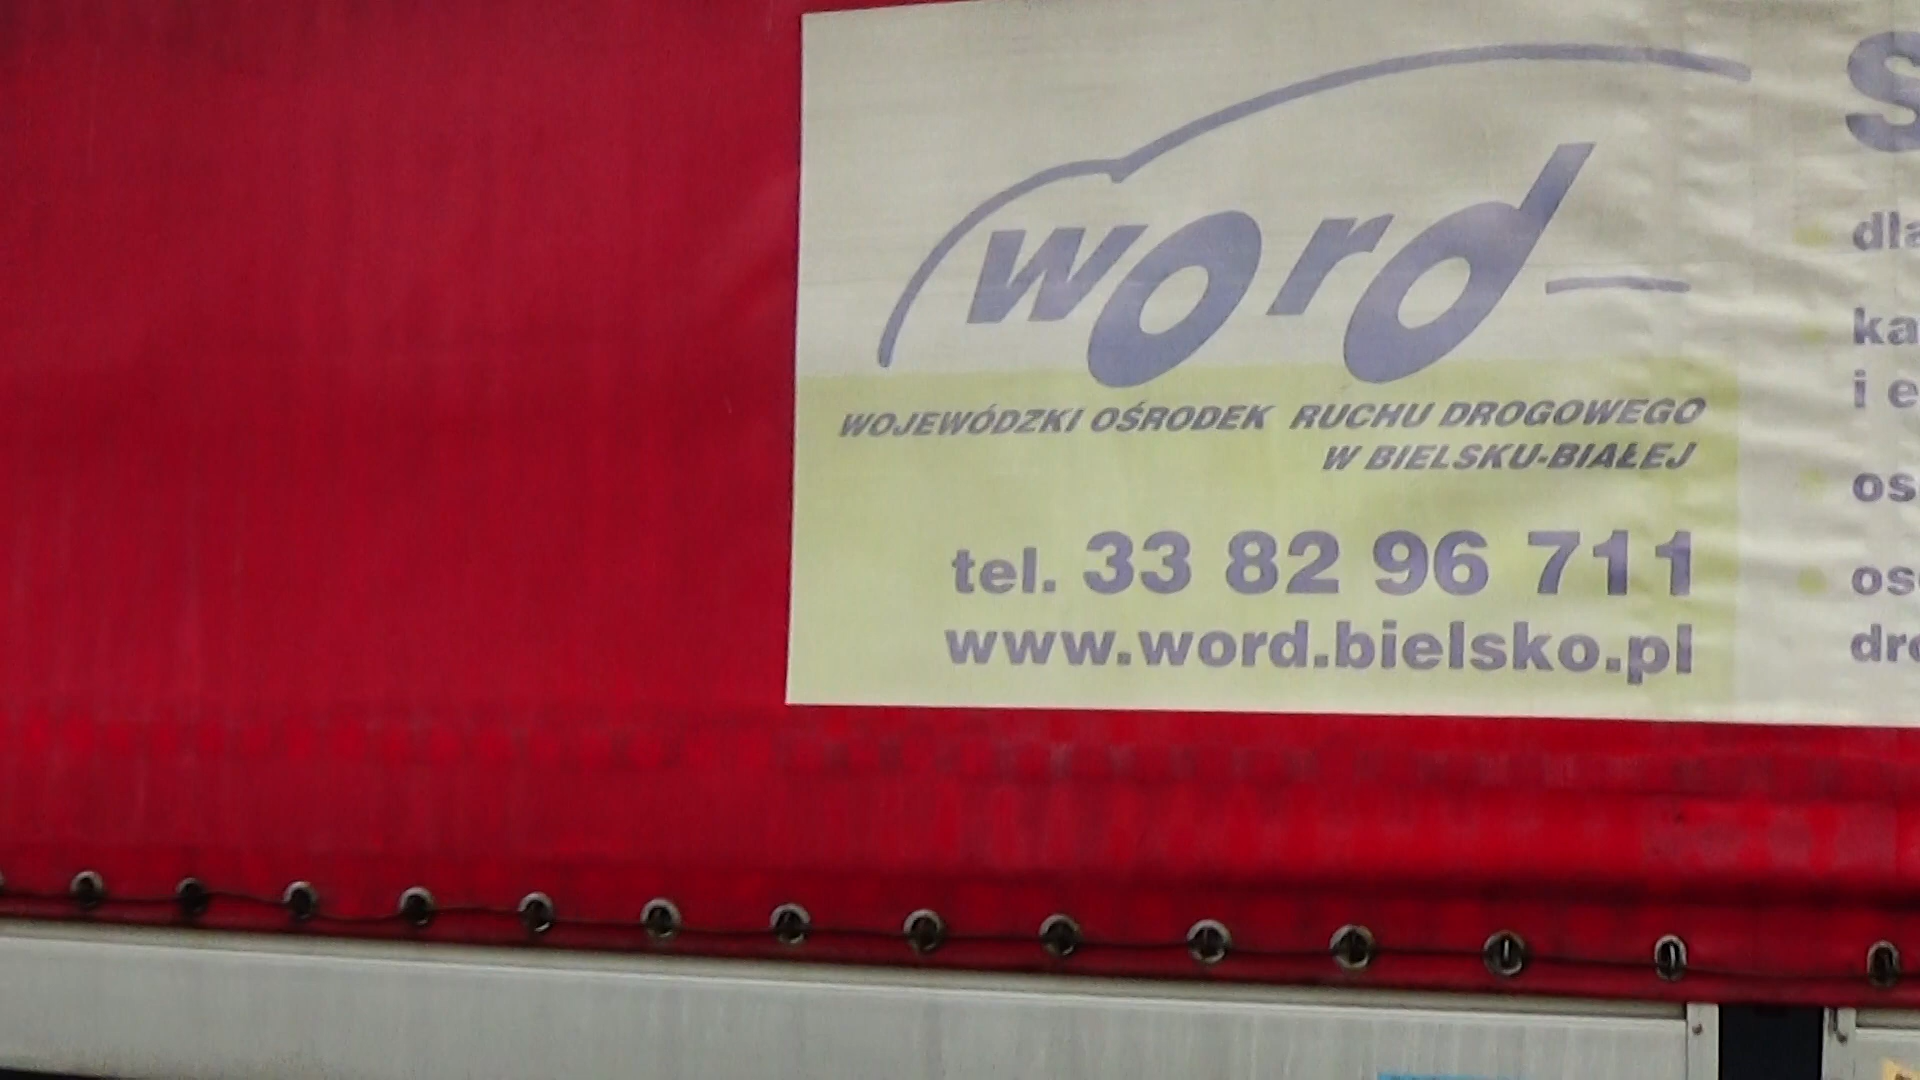 word
WOJEWÓDZKI OŚRODEK RUCHU DROGOWEGO
W BIELSKU-BIAŁEJ
tel. 33 82 96 711
www.word.bielsko.pl
i